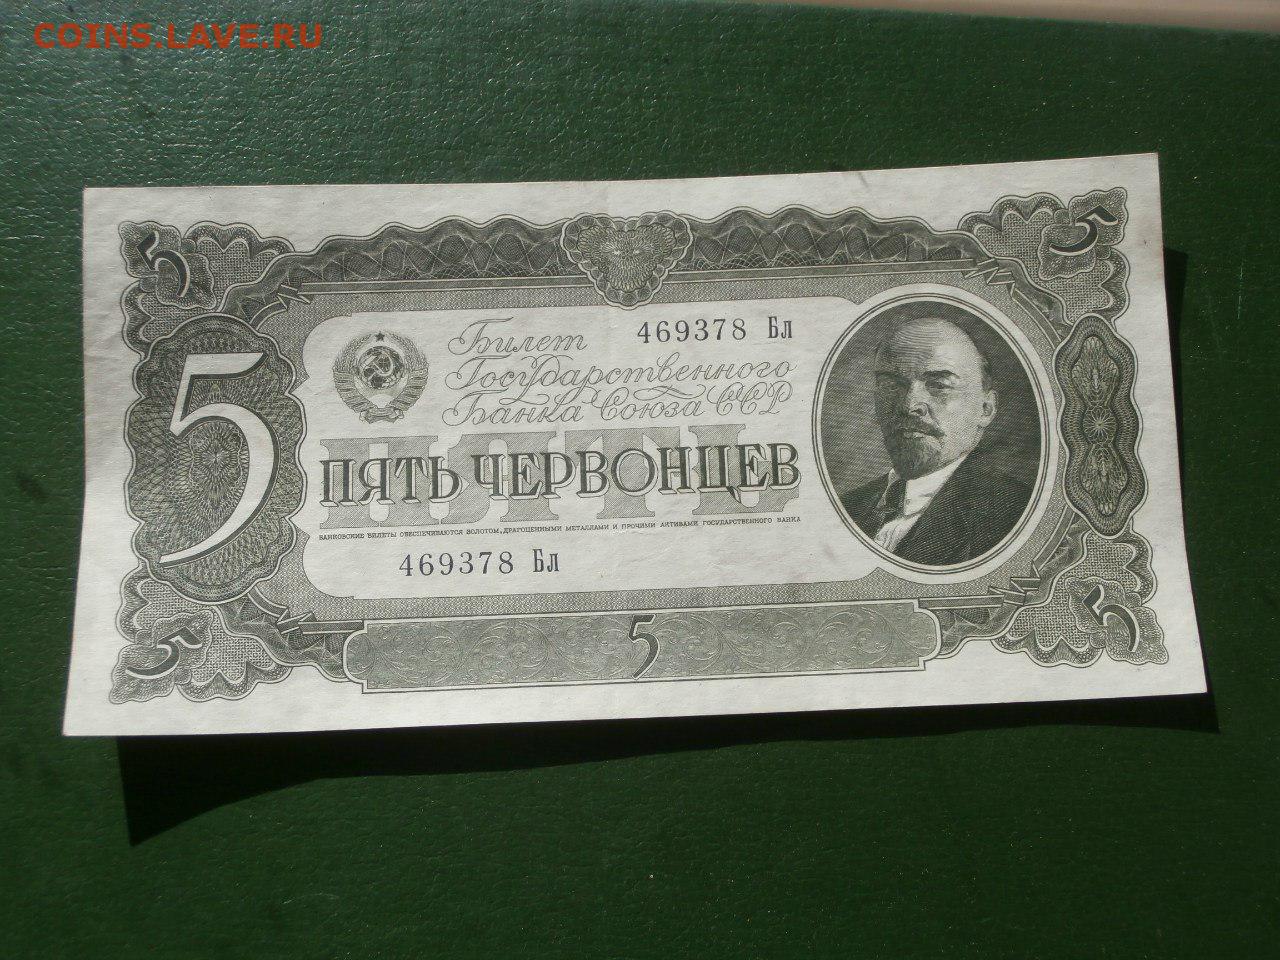 COINS.LAVE.RU
5
5
5
Билет
469378 Бл
Государственного
Банка Союза ССР
ПЯТЬ
ПЯТЬ ЧЕРВОНЦЕВ
БАНКОВСКИЕ БИЛЕТЫ ОБЕСПЕЧИВАЮТСЯ ЗОЛОТОМ, ДРАГОЦЕННЫМИ МЕТАЛЛАМИ И ПРОЧИМИ АКТИВАМИ ГОСУДАРСТВЕННОГО БАНКА
469378 Бл
5
5
5